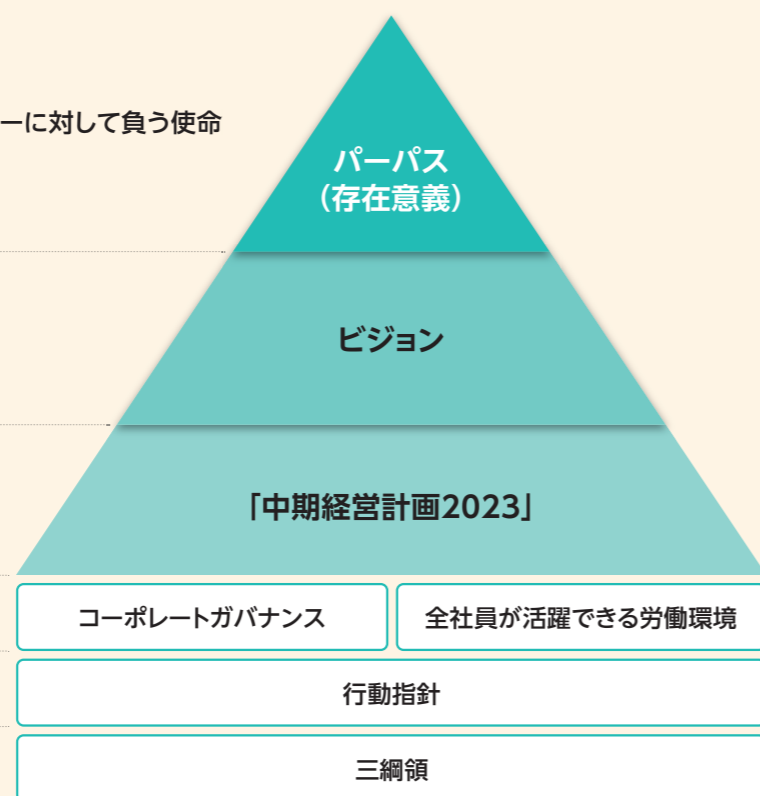 ーに対して負う使命
パーパス
（存在意義）
ビジョン
「中期経営計画2023」
コーポレートガバナンス
全社員が活躍できる労働環境
行動指針
三綱領